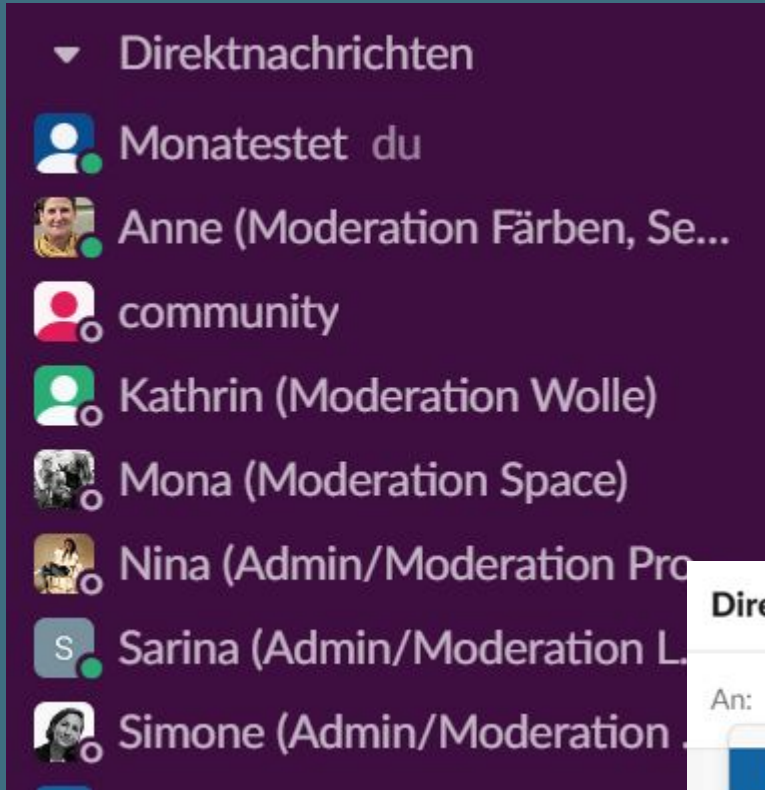 Direktnachrichten
Monatestet du
Anne (Moderation Färben, Se...
community
Kathrin (Moderation Wolle)
Mona (Moderation Space)
Nina (Admin/Moderation Pro
S Sarina (Admin/Moderation L.
Simone (Admin/Moderation .
Dire
An: